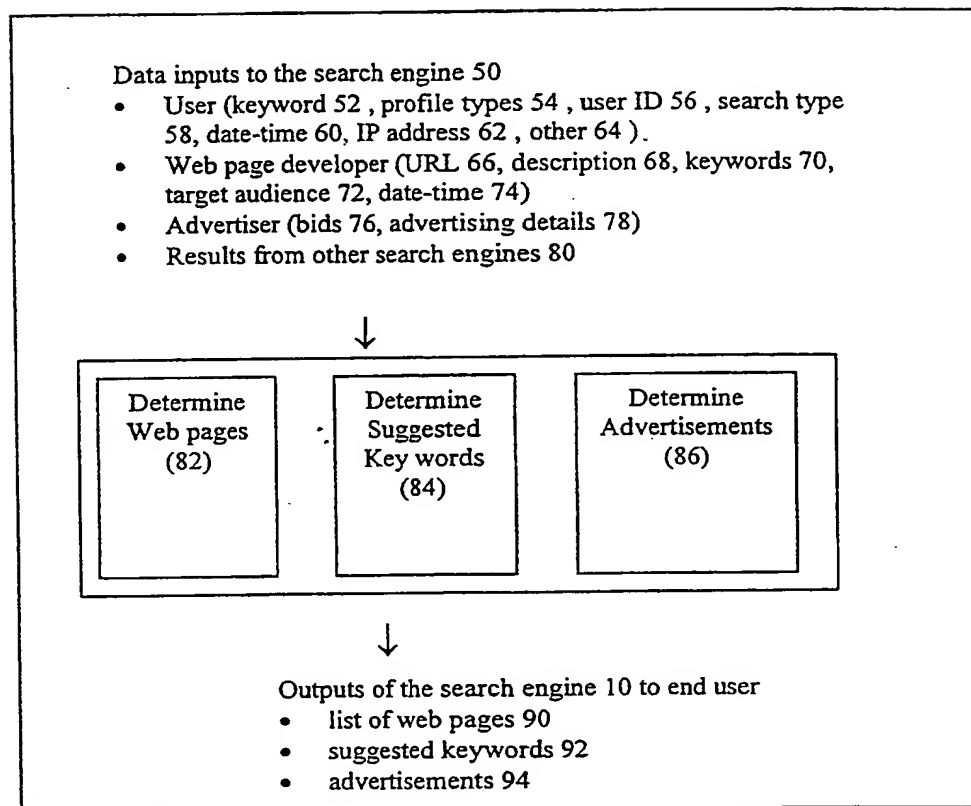 Data inputs to the search engine 50
• User (keyword 52 , profile types 54 , user ID 56 , search type
58, date-time 60, IP address 62 , other 64 ).
• Web page developer (URL 66, description 68, keywords 70,
target audience 72, date-time 74)
• Advertiser (bids 76, advertising details 78)
• Results from other search engines 80
↓
Determine
Web pages
(82)
Determine
Suggested
Key words
(84)
Determine
Advertisements
(86)
↓
Outputs of the search engine 10 to end user
• list of web pages 90
• suggested keywords 92
• advertisements 94